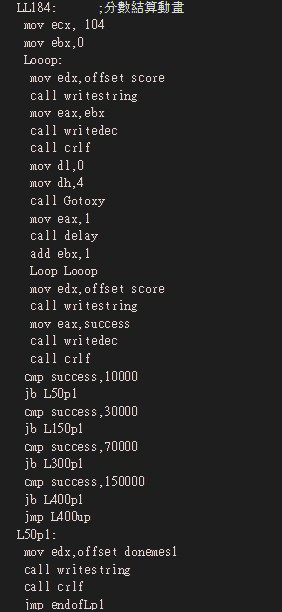 LL184:      ;分數結算動畫
mov ecx, 104
mov ebx,0
Looop:
mov edx,offset score
call writestring
mov eax,ebx
call writedec
call crlf
mov dl,0
mov dh,4
call Gotoxy
mov eax,1
call delay
add ebx,1
Loop Looop
mov edx,offset score
call writestring
mov eax,success
call writedec
call crlf
cmp success,10000
jb L50p1
cmp success,30000
jb L150p1
cmp success,70000
jb L300p1
cmp success,150000
jb L400p1
jmp L400up
L50p1:
mov edx,offset donemes1
call writestring
call crlf
jmp endofLp1